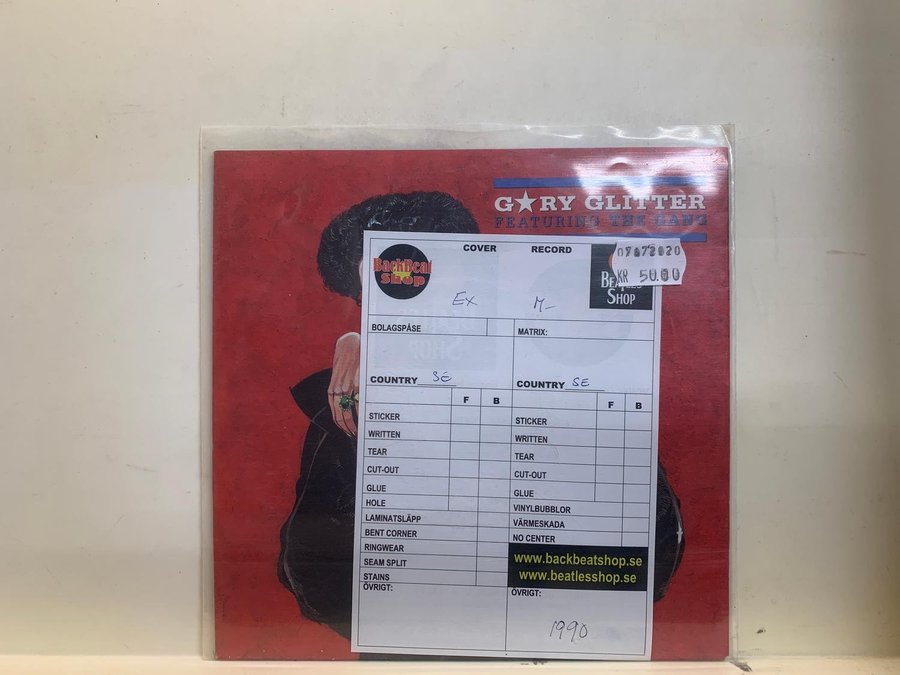 G★RY GLITTER
FEATURING THE GANG
COVER RECORD
BackBeat
Shop
KR 50.00
BEATLES
SHOP
EX M-
BOLAGSPÅSE MATRIX:
COUNTRY SE COUNTRY SE
F B F B
STICKER STICKER
WRITTEN WRITTEN
TEAR TEAR
CUT-OUT CUT-OUT
GLUE GLUE
HOLE VINYLBUBBLOR
LAMINATSLÄPP VÄRMESKADA
BENT CORNER NO CENTER
RINGWEAR
SEAM SPLIT
STAINS
www.backbeatshop.se
www.beatlesshop.se
ÖVRIGT: ÖVRIGT:
1990